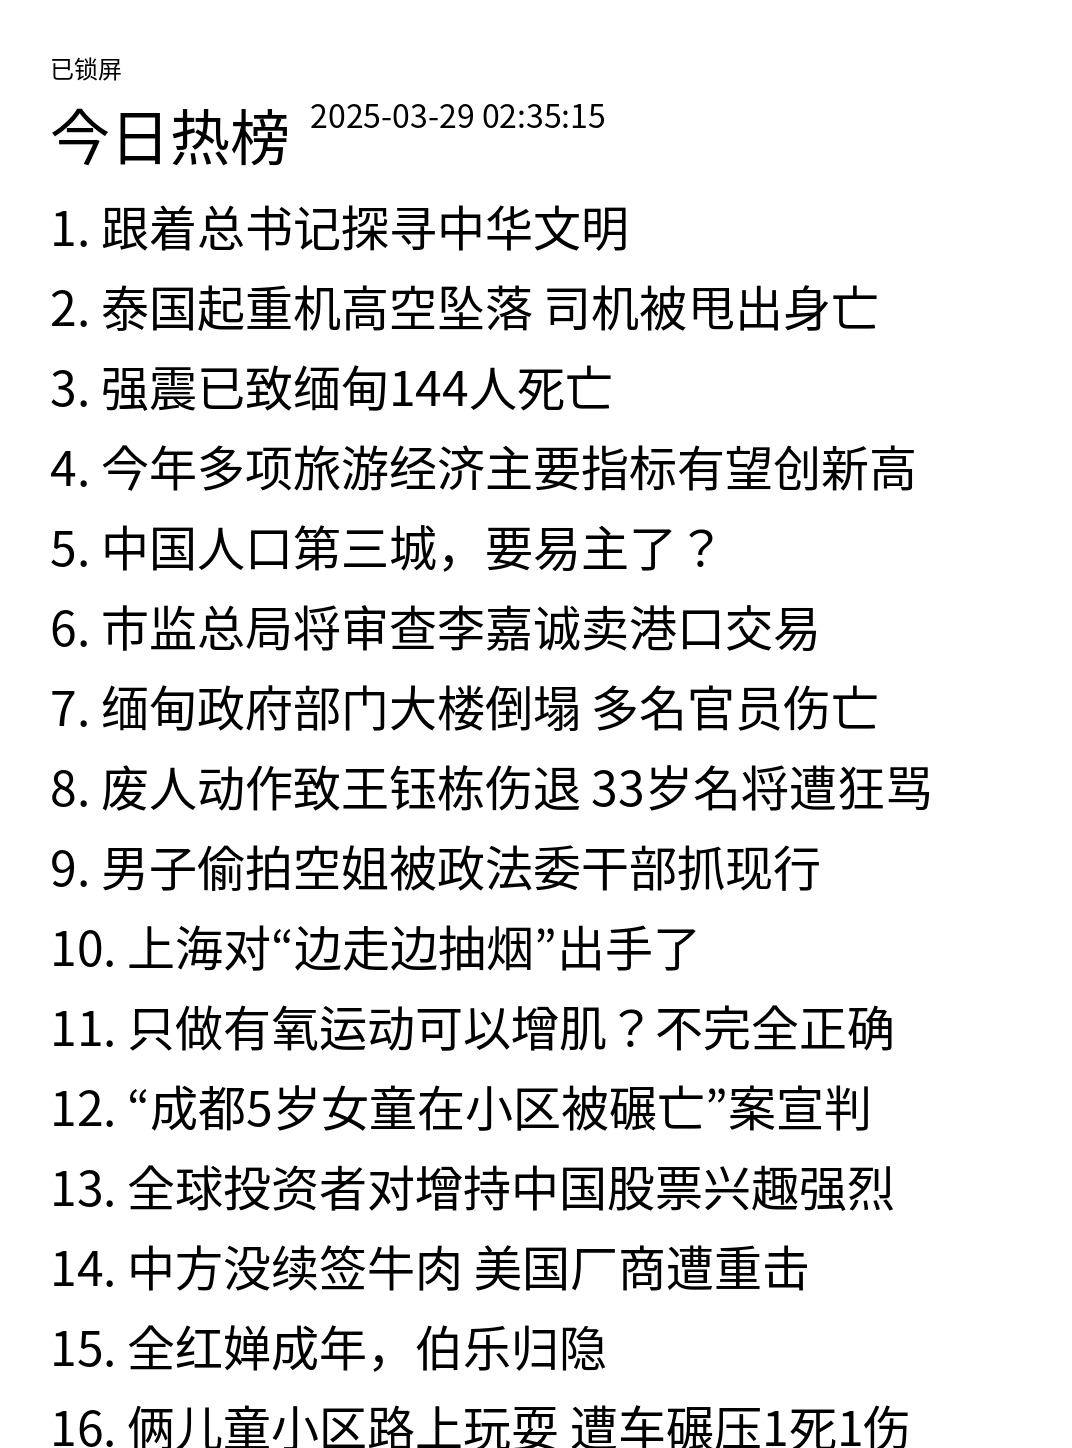 已锁屏
今日热榜 2025-03-29 02:35:15
1. 跟着总书记探寻中华文明
2. 泰国起重机高空坠落 司机被甩出身亡
3. 强震已致缅甸144人死亡
4. 今年多项旅游经济主要指标有望创新高
5. 中国人口第三城，要易主了？
6. 市监总局将审查李嘉诚卖港口交易
7. 缅甸政府部门大楼倒塌 多名官员伤亡
8. 废人动作致王钰栋伤退 33岁名将遭狂骂
9. 男子偷拍空姐被政法委干部抓现行
10. 上海对“边走边抽烟”出手了
11. 只做有氧运动可以增肌？不完全正确
12. “成都5岁女童在小区被碾亡”案宣判
13. 全球投资者对增持中国股票兴趣强烈
14. 中方没续签牛肉 美国厂商遭重击
15. 全红婵成年，伯乐归隐
16. 俩儿童小区路上玩耍 遭车碾压1死1伤